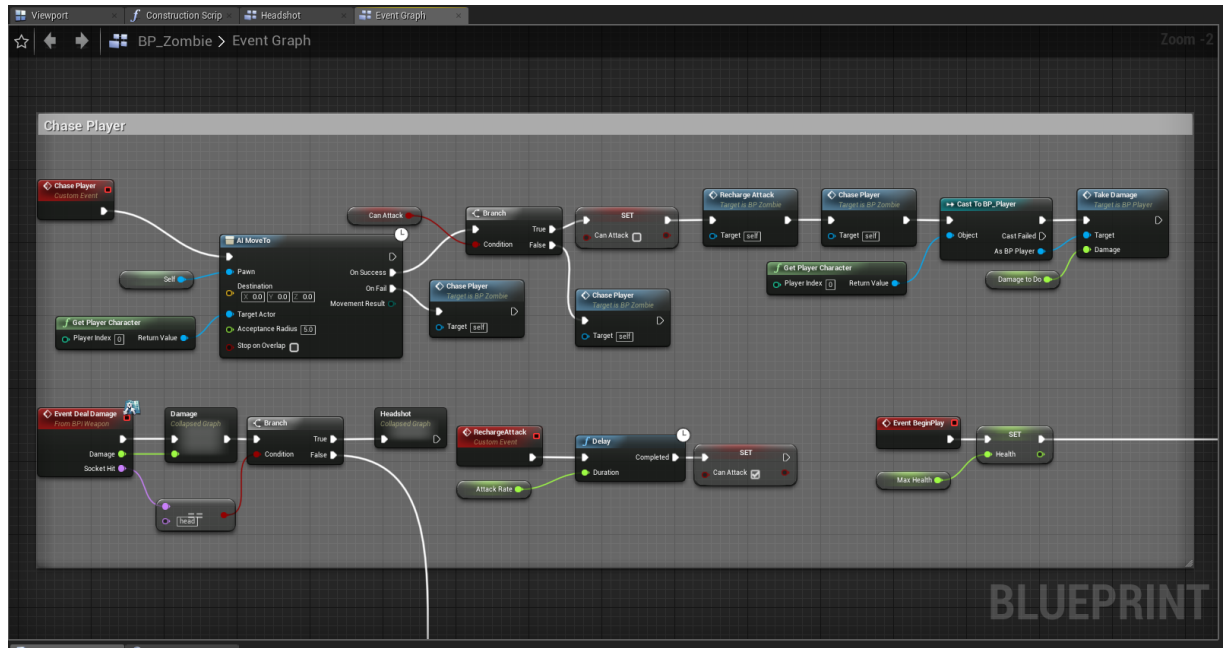 Viewport
Construction Scrip
Headshot
Event Graph
BP_Zombie > Event Graph
Zoom -2
Chase Player
Chase Player
Custom Event
Self
Get Player Character
Player Index 0 Return Value
AI MoveTo
Pawn
On Success
Destination
X 0.0 Y 0.0 Z 0.0
On Fail
Movement Result
Target Actor
Acceptance Radius 5.0
Stop on Overlap
Can Attack
Branch
True
Condition False
Chase Player
Target is BP Zombie
Target self
SET
Can Attack
Chase Player
Target is BP Zombie
Target self
Recharge Attack
Target is BP Zombie
Target self
Chase Player
Target is BP Zombie
Target self
Get Player Character
Player Index 0 Return Value
Cast To BP_Player
Object Cast Failed
As BP Player
Damage to Do
Take Damage
Target is BP Player
Target
Damage
Event Deal Damage
From BPI Weapon
Damage
Socket Hit
Damage
Collapsed Graph
head
==
Branch
True
Condition False
Headshot
Collapsed Graph
RechargeAttack
Custom Event
Attack Rate
Delay
Completed
Duration
SET
Can Attack
Event BeginPlay
Max Health
SET
Health
BLUEPRINT